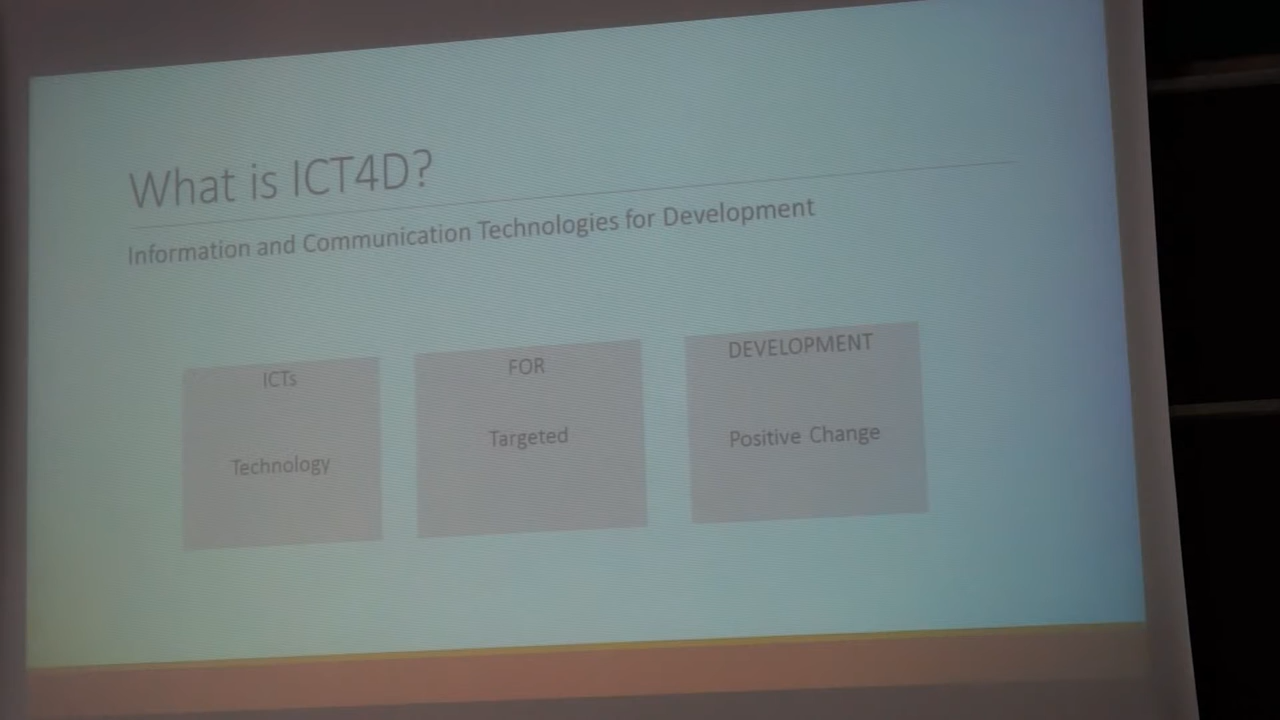 What is ICT4D?
Information and Communication Technologies for Development
ICTs
Technology
FOR
Targeted
DEVELOPMENT
Positive Change